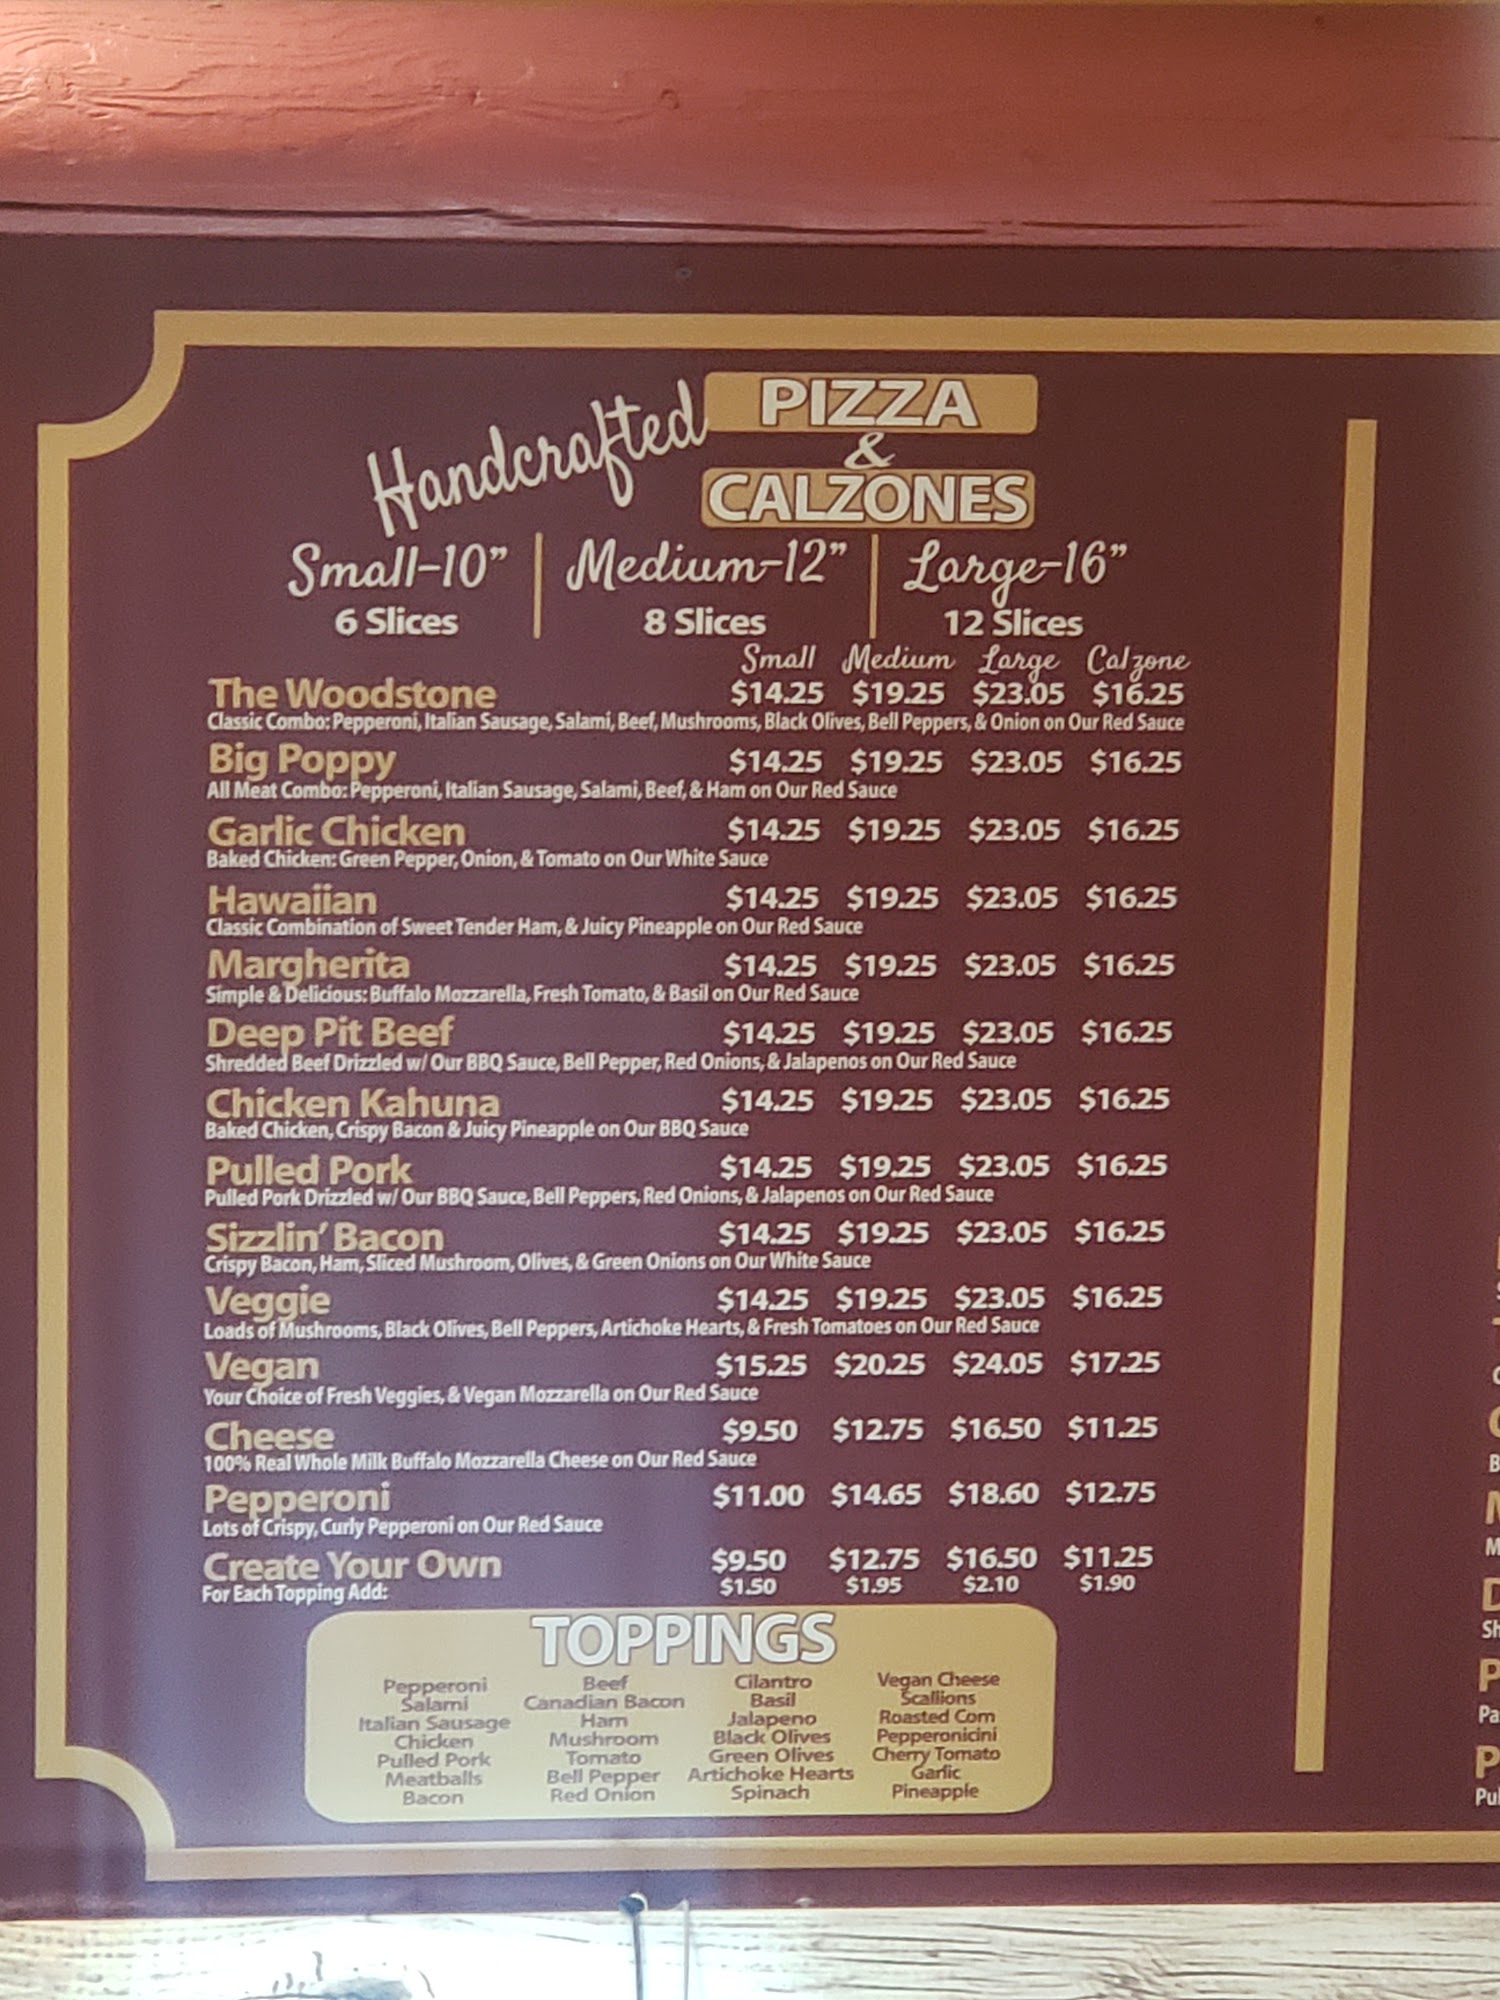 Handcrafted PIZZA
&
CALZONES
Small-10" Medium-12" Large-16"
6 Slices 8 Slices 12 Slices
Small Medium Large Calzone
The Woodstone $14.25 $19.25 $23.05 $16.25
Classic Combo: Pepperoni, Italian Sausage, Salami, Beef, Mushrooms, Black Olives, Bell Peppers, & Onion on Our Red Sauce
Big Poppy $14.25 $19.25 $23.05 $16.25
All Meat Combo: Pepperoni, Italian Sausage, Salami, Beef, & Ham on Our Red Sauce
Garlic Chicken $14.25 $19.25 $23.05 $16.25
Baked Chicken: Green Pepper, Onion, & Tomato on Our White Sauce
Hawaiian $14.25 $19.25 $23.05 $16.25
Classic Combination of Sweet Tender Ham, & Juicy Pineapple on Our Red Sauce
Margherita $14.25 $19.25 $23.05 $16.25
Simple & Delicious: Buffalo Mozzarella, Fresh Tomato, & Basil on Our Red Sauce
Deep Pit Beef $14.25 $19.25 $23.05 $16.25
Shredded Beef Drizzled w/ Our BBQ Sauce, Bell Pepper, Red Onions, & Jalapenos on Our Red Sauce
Chicken Kahuna $14.25 $19.25 $23.05 $16.25
Baked Chicken, Crispy Bacon & Juicy Pineapple on Our BBQ Sauce
Pulled Pork $14.25 $19.25 $23.05 $16.25
Pulled Pork Drizzled w/ Our BBQ Sauce, Bell Peppers, Red Onions, & Jalapenos on Our Red Sauce
Sizzlin' Bacon $14.25 $19.25 $23.05 $16.25
Crispy Bacon, Ham, Sliced Mushroom, Olives, & Green Onions on Our White Sauce
Veggie $14.25 $19.25 $23.05 $16.25
Loads of Mushrooms, Black Olives, Bell Peppers, Artichoke Hearts, & Fresh Tomatoes on Our Red Sauce
Vegan $15.25 $20.25 $24.05 $17.25
Your Choice of Fresh Veggies, & Vegan Mozzarella on Our Red Sauce
Cheese $9.50 $12.75 $16.50 $11.25
100% Real Whole Milk Buffalo Mozzarella Cheese on Our Red Sauce
Pepperoni $11.00 $14.65 $18.60 $12.75
Lots of Crispy, Curly Pepperoni on Our Red Sauce
Create Your Own $9.50 $12.75 $16.50 $11.25
For Each Topping Add: $1.50 $1.95 $2.10 $1.90
TOPPINGS
Pepperoni Beef Cilantro Vegan Cheese
Salami Canadian Bacon Basil Scallions
Italian Sausage Ham Jalapeno Roasted Corn
Chicken Mushroom Black Olives Pepperonicini
Pulled Pork Tomato Green Olives Cherry Tomato
Meatballs Bell Pepper Artichoke Hearts Garlic
Bacon Red Onion Spinach Pineapple